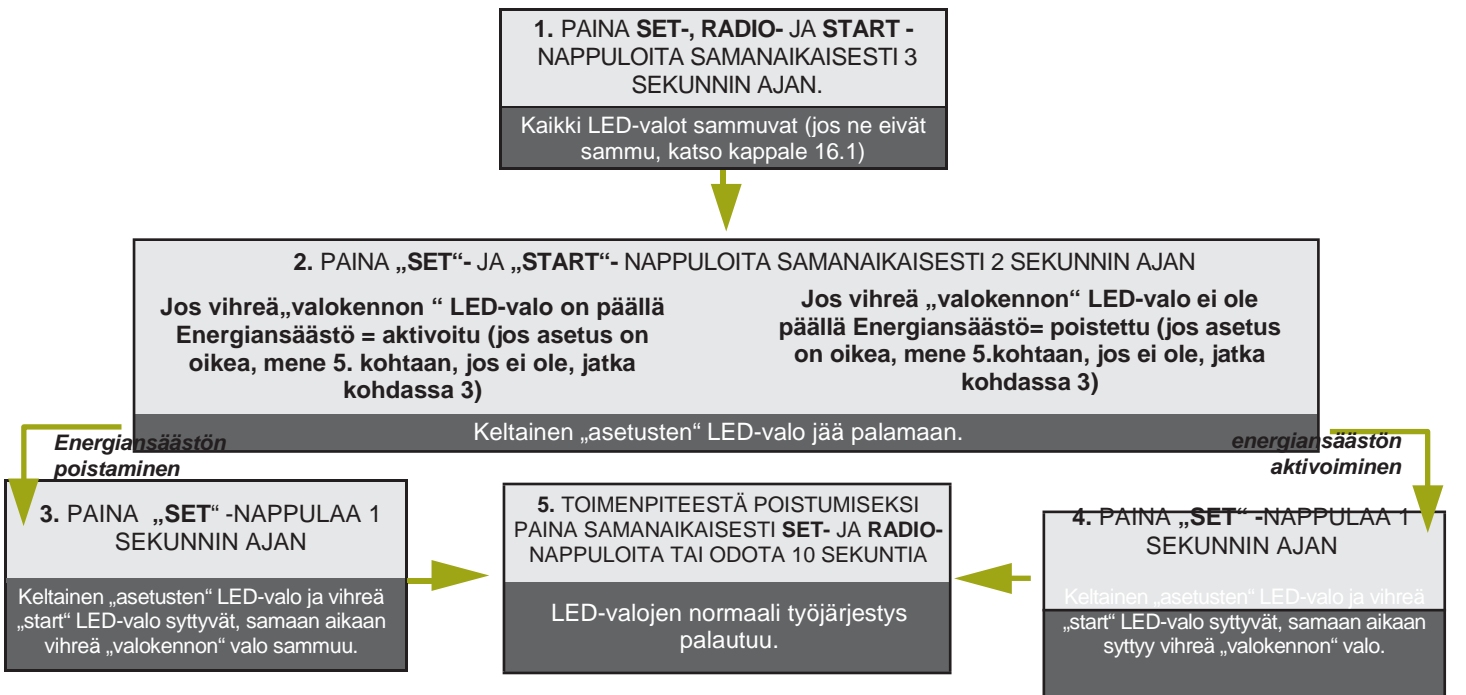 1. PAINA SET-, RADIO- JA START -
NAPPULOITA SAMANAIKAISESTI 3
SEKUNNIN AJAN.
Kaikki LED-valot sammuvat (jos ne eivät
sammu, katso kappale 16.1)
2. PAINA „SET“- JA „START“- NAPPULOITA SAMANAIKAISESTI 2 SEKUNNIN AJAN
Jos vihreä„valokennon “ LED-valo on päällä
Energiansäästö = aktivoitu (jos asetus on
oikea, mene 5. kohtaan, jos ei ole, jatka
kohdassa 3)
Jos vihreä „valokennon“ LED-valo ei ole
päällä Energiansäästö= poistettu (jos asetus
on oikea, mene 5.kohtaan, jos ei ole, jatka
kohdassa 3)
Keltainen „asetusten“ LED-valo jää palamaan.
Energiansäästön
poistaminen
energiansäästön
aktivoiminen
3. PAINA „SET“ -NAPPULAA 1
SEKUNNIN AJAN
Keltainen „asetusten“ LED-valo ja vihreä
„start“ LED-valo syttyvät, samaan aikaan
vihreä „valokennon“ valo sammuu.
5. TOIMENPITEESTÄ POISTUMISEKSI
PAINA SAMANAIKAISESTI SET- JA RADIO-
NAPPULOITA TAI ODOTA 10 SEKUNTIA
LED-valojen normaali työjärjestys
palautuu.
4. PAINA „SET“ -NAPPULAA 1
SEKUNNIN AJAN
Keltainen „asetusten“ LED-valo ja vihreä
„start“ LED-valo syttyvät, samaan aikaan
syttyy vihreä „valokennon“ valo.